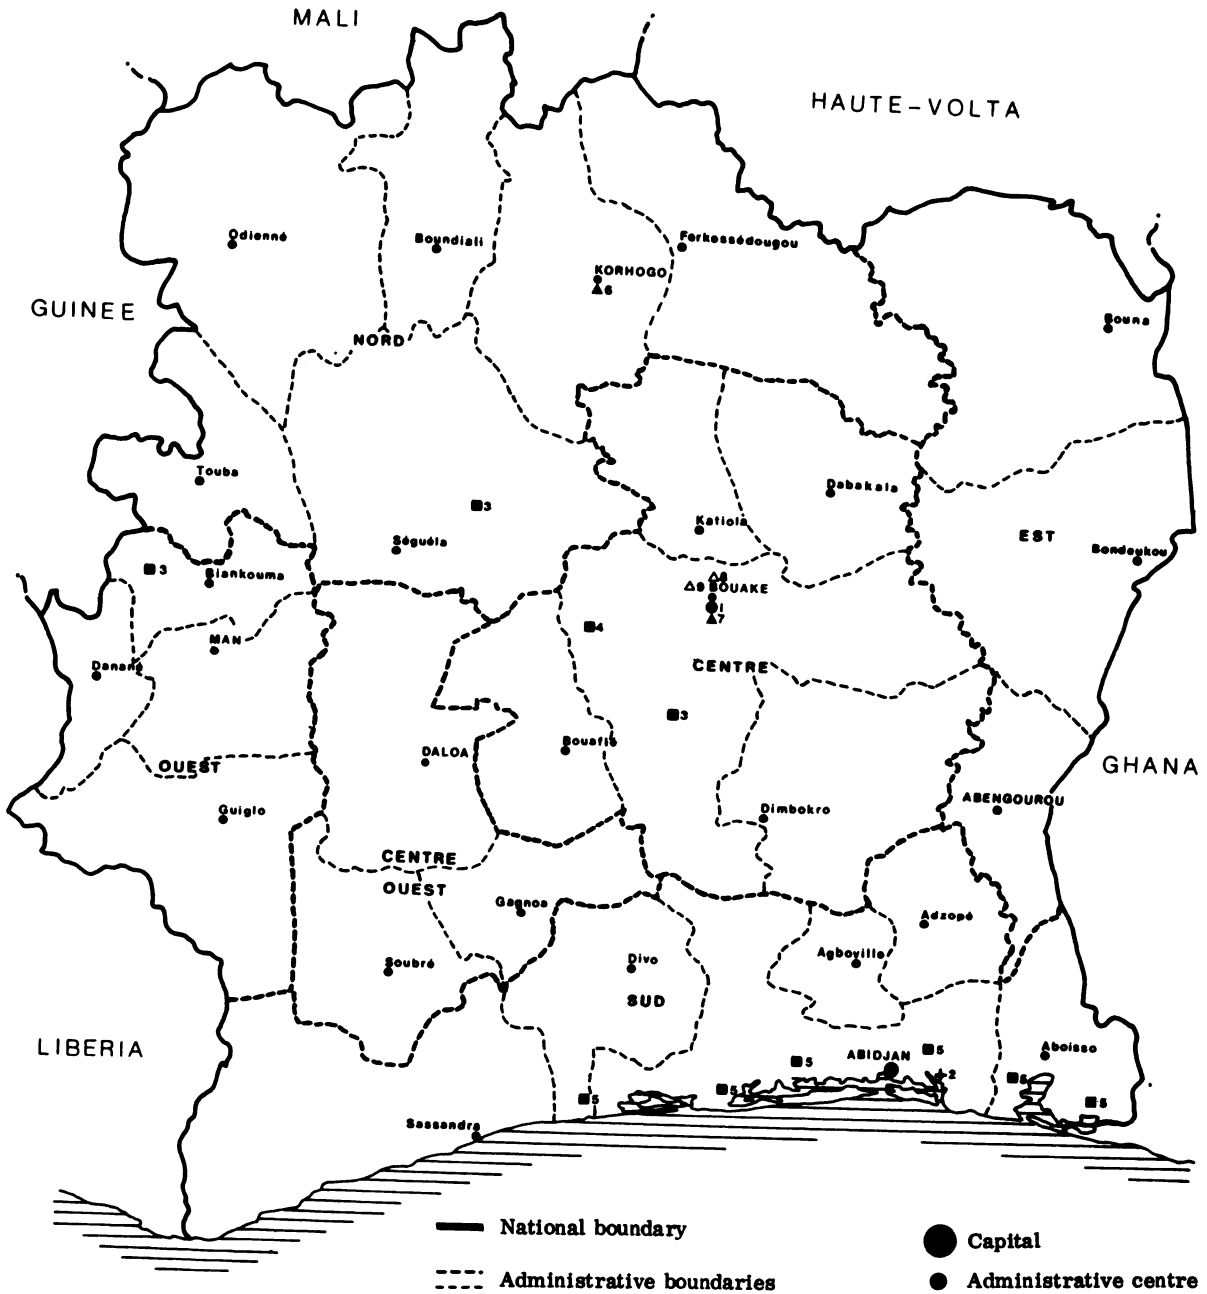 MALI
HAUTE-VOLTA
Odienné
Boundiali
Ferkessédougou
KORHOGO
6
GUINEE
Bouna
NORD
Touba
3
Dabakala
Katiola
Séguéla
EST
Bondoukou
3
Biankouma
8
9 BOUAKE
1
7
4
MAN
Danané
CENTRE
3
Bouaflé
DALOA
OUEST
GHANA
ABENGOUROU
Guiglo
Dimbokro
CENTRE
OUEST
Gagnoa
Adzopé
Agboville
Soubré
Divo
SUD
LIBERIA
ABIDJAN
5
5
Aboisso
2
5
5
5
5
Sassandra
National boundary
Capital
Administrative boundaries
Administrative centre